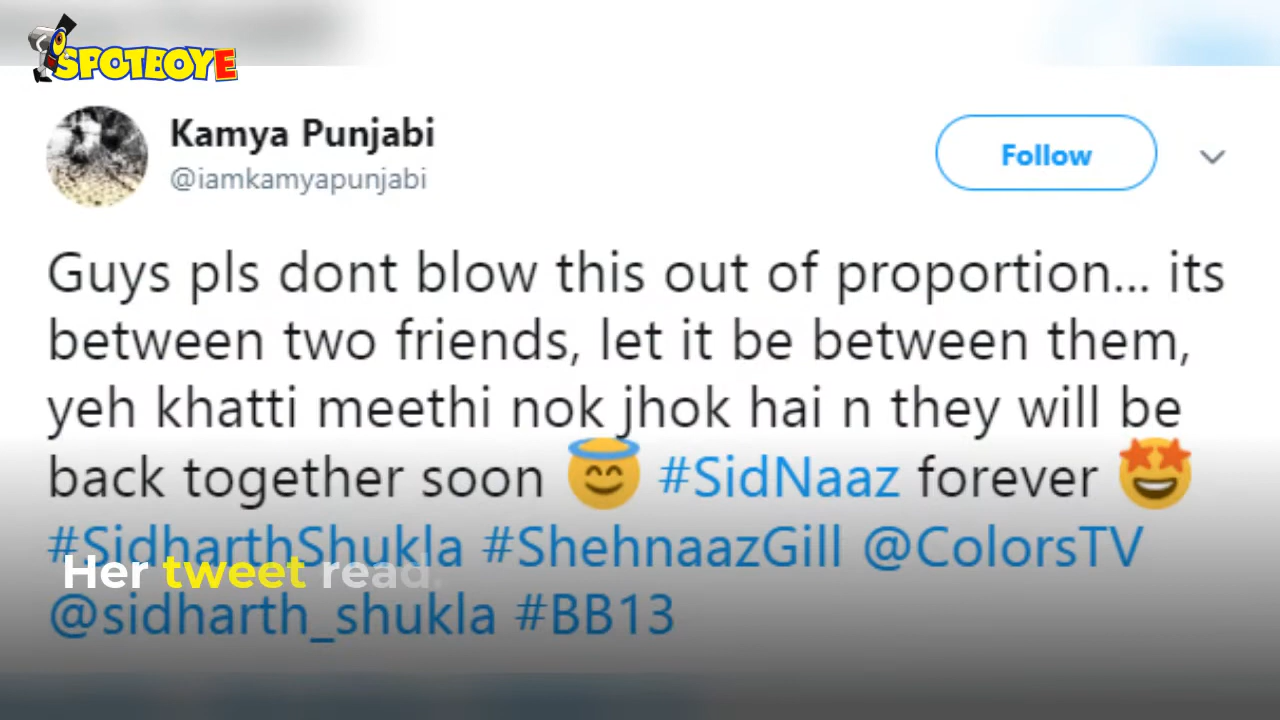 SPOTBOYE
Kamya Punjabi
@iamkamyapunjabi
Follow
Guys pls dont blow this out of proportion... its
between two friends, let it be between them,
yeh khatti meethi nok jhok hai n they will be
back together soon 😇 #SidNaaz forever 🤩
#SidharthShukla #ShehnaazGill @ColorsTV
@sidharth_shukla #BB13
Her tweet read.